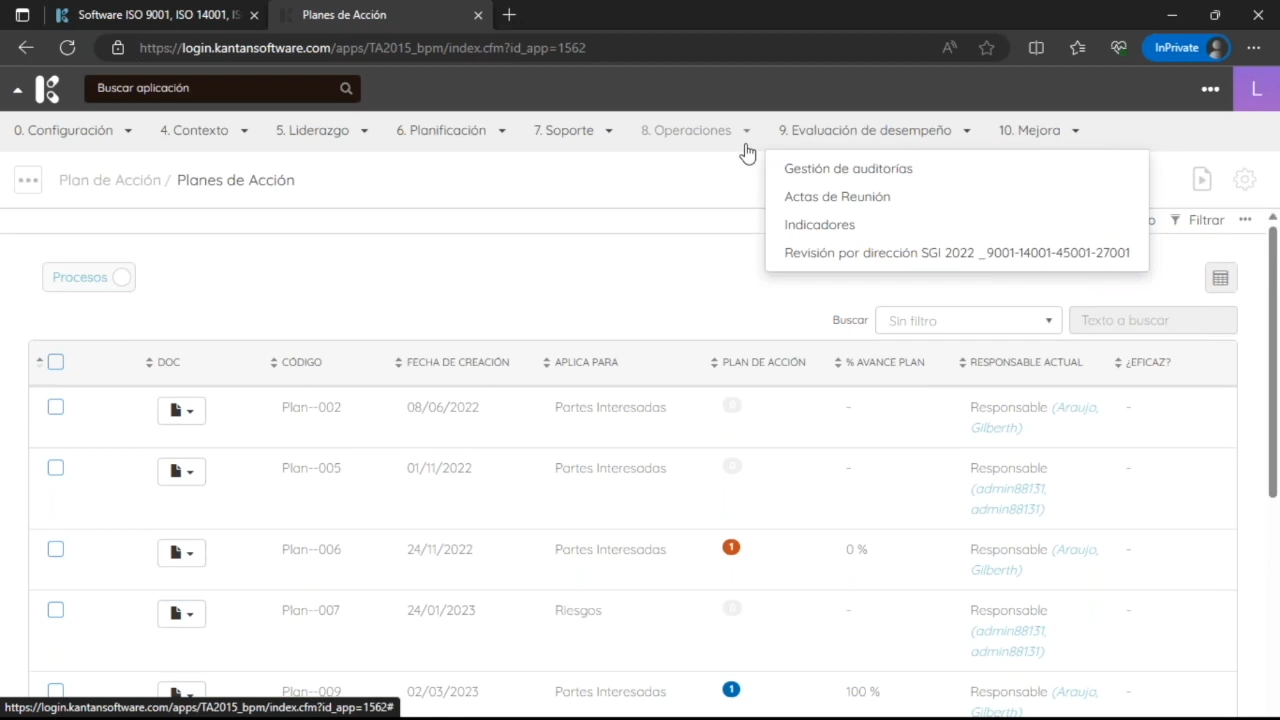 Software ISO 9001, ISO 14001, IS
Planes de Acción
https://login.kantansoftware.com/apps/TA2015_bpm/index.cfm?id_app=1562
InPrivate
Buscar aplicación
L
0. Configuración
4. Contexto
5. Liderazgo
6. Planificación
7. Soporte
8. Operaciones
9. Evaluación de desempeño
10. Mejora
Plan de Acción / Planes de Acción
Gestión de auditorías
Actas de Reunión
Indicadores
Revisión por dirección SGI 2022 _9001-14001-45001-27001
Filtrar
Procesos
Buscar
Sin filtro
Texto a buscar
DOC CÓDIGO FECHA DE CREACIÓN APLICA PARA PLAN DE ACCIÓN % AVANCE PLAN RESPONSABLE ACTUAL ¿EFICAZ?
Plan--002 08/06/2022 Partes Interesadas 0 - Responsable (Araujo, -
Gilberth)
Plan--005 01/11/2022 Partes Interesadas 0 - Responsable -
(admin88131,
admin88131)
Plan--006 24/11/2022 Partes Interesadas 1 0 % Responsable (Araujo, -
Gilberth)
Plan--007 24/01/2023 Riesgos 0 - Responsable -
(admin88131,
admin88131)
Plan--009 02/03/2023 Partes Interesadas 1 100 % Responsable (Araujo, -
Gilberth)
https://login.kantansoftware.com/apps/TA2015_bpm/index.cfm?id_app=1562#